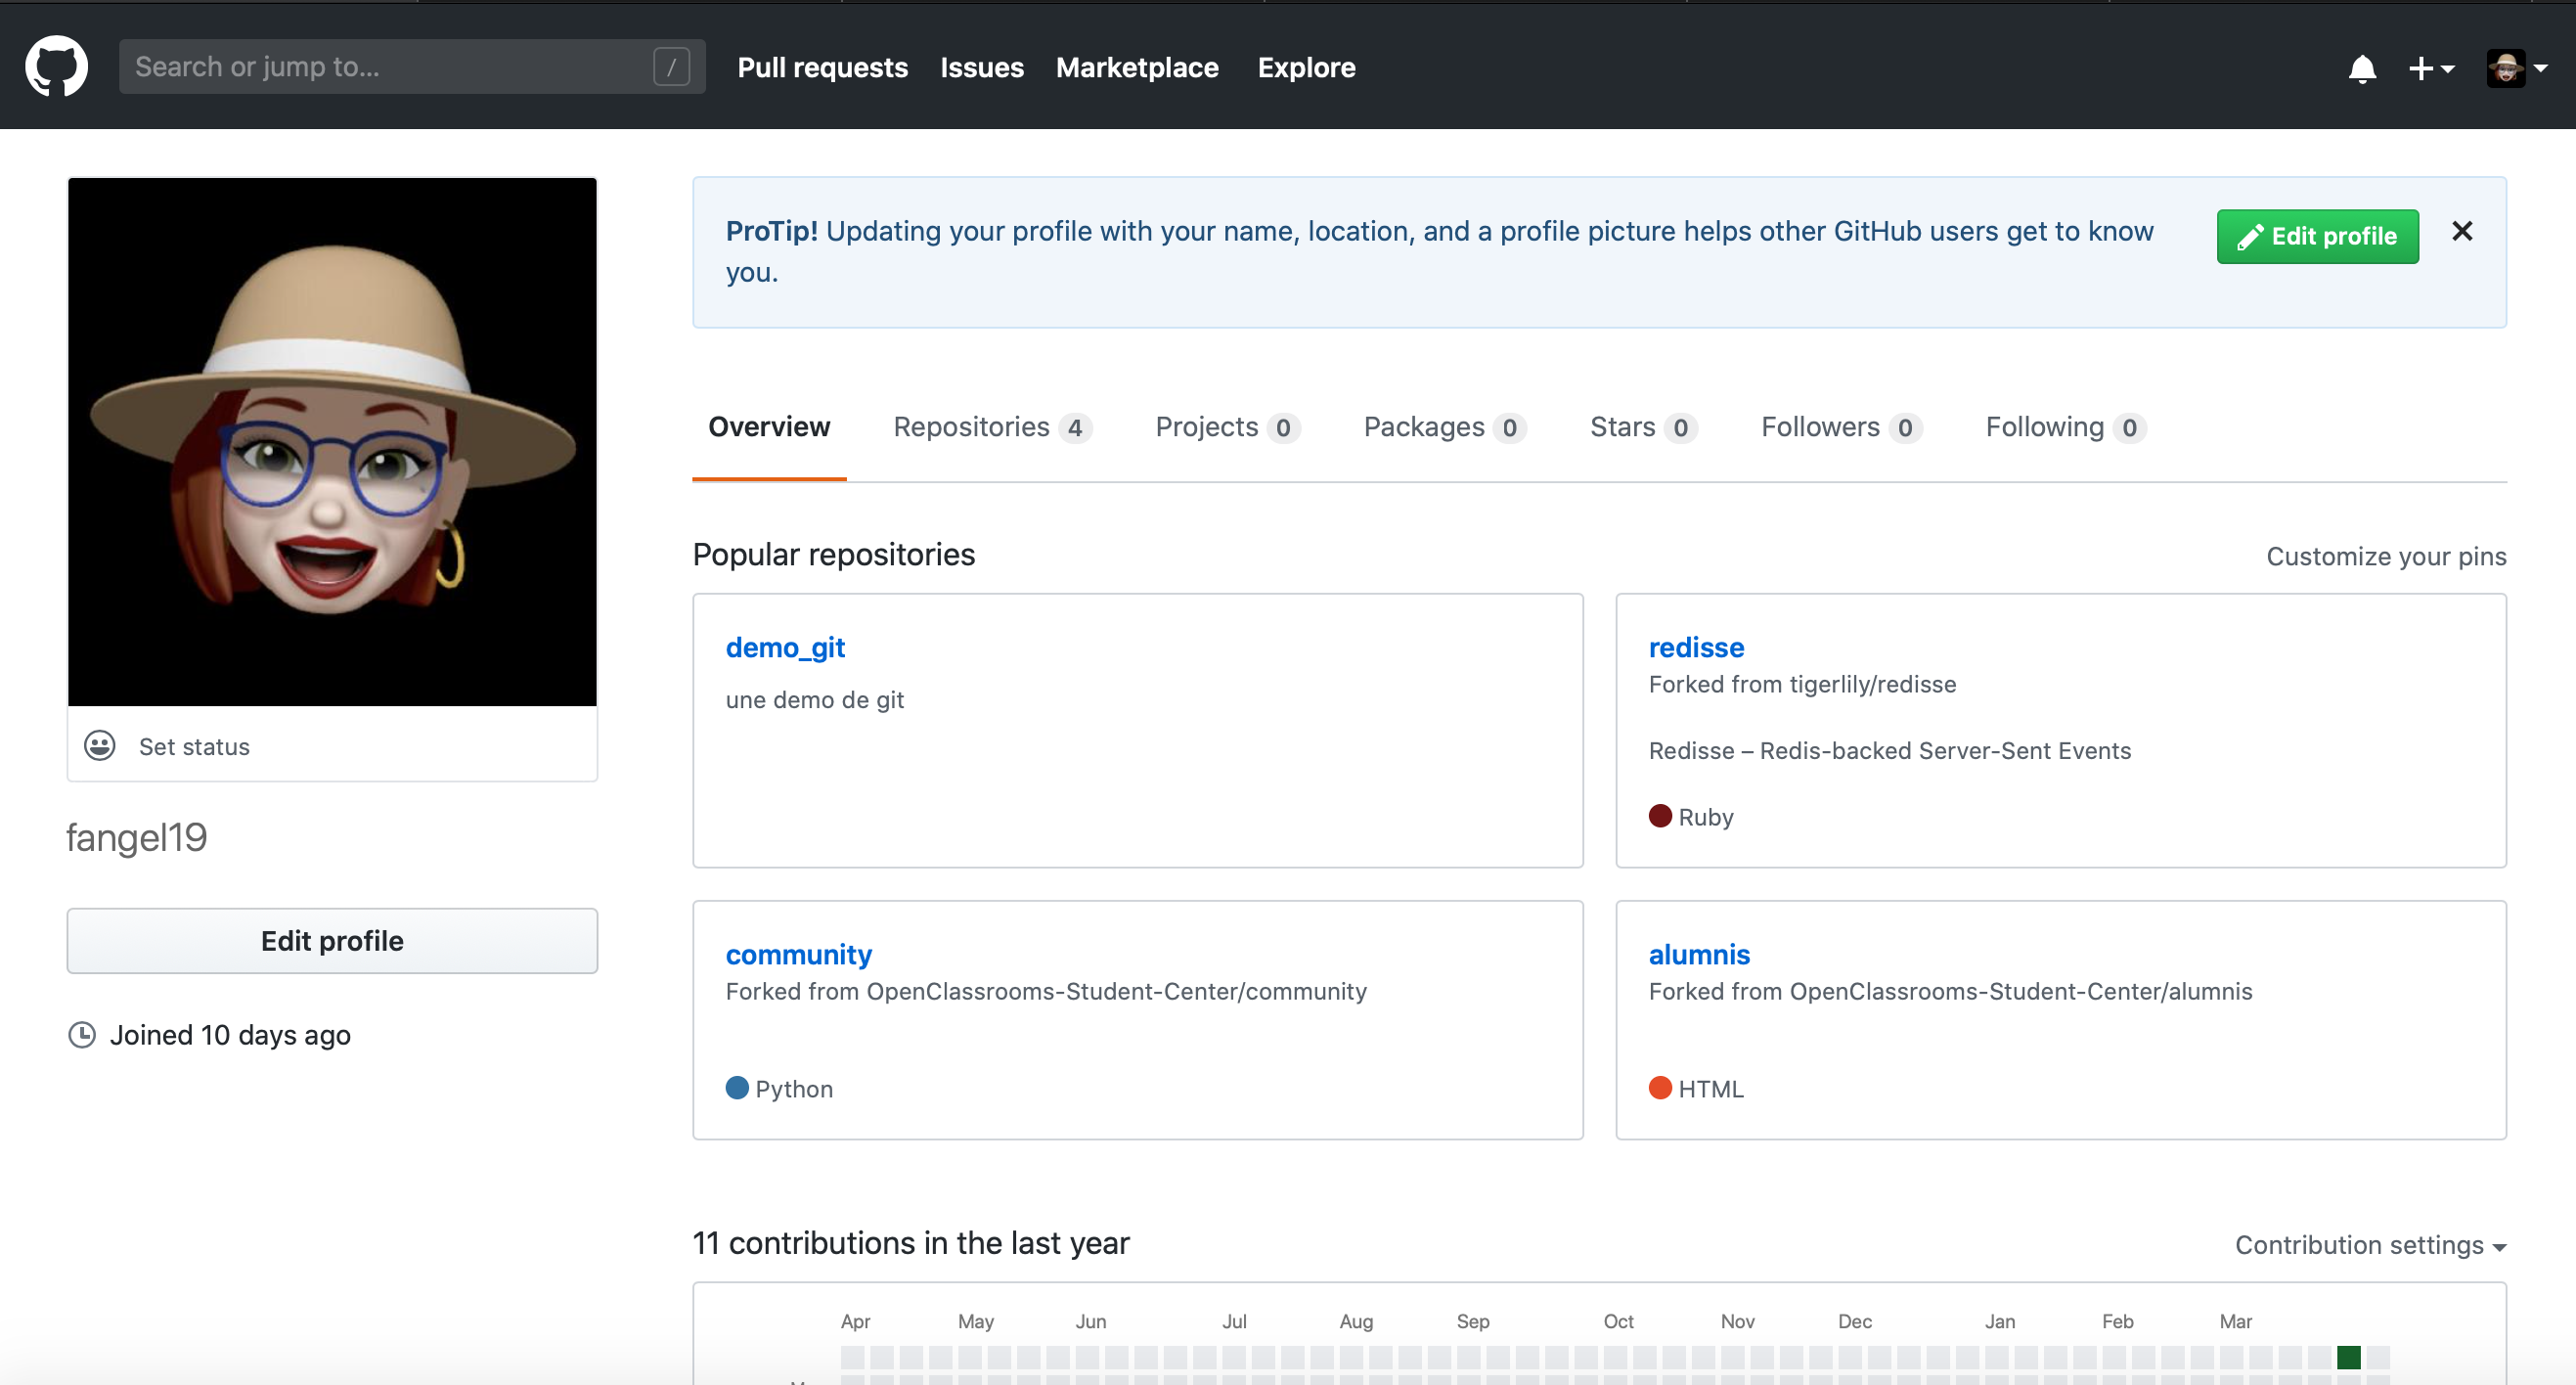 Search or jump to... /
Pull requests Issues Marketplace Explore
ProTip! Updating your profile with your name, location, and a profile picture helps other GitHub users get to know
you.
Edit profile
Overview Repositories 4 Projects 0 Packages 0 Stars 0 Followers 0 Following 0
Set status
fangel19
Edit profile
Joined 10 days ago
Popular repositories
Customize your pins
demo_git
une demo de git
redisse
Forked from tigerlily/redisse
Redisse – Redis-backed Server-Sent Events
Ruby
community
Forked from OpenClassrooms-Student-Center/community
Python
alumnis
Forked from OpenClassrooms-Student-Center/alumnis
HTML
11 contributions in the last year
Contribution settings
Apr May Jun Jul Aug Sep Oct Nov Dec Jan Feb Mar